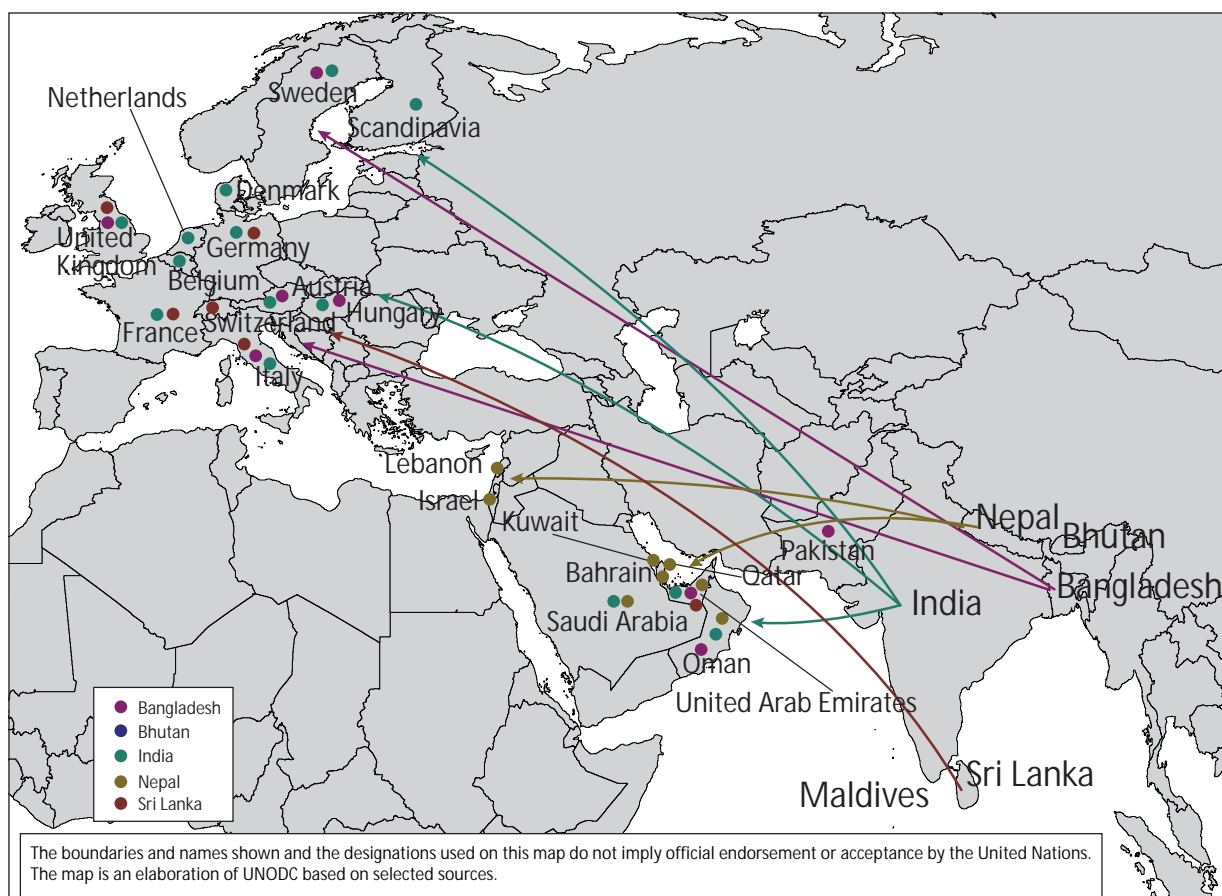 Netherlands
Sweden
Scandinavia
Denmark
United
Kingdom
Germany
Belgium
Austria
Hungary
France
Switzerland
Italy
Lebanon
Israel
Kuwait
Nepal
Bhutan
Pakistan
Bahrain
Qatar
Bangladesh
India
Saudi Arabia
Oman
United Arab Emirates
Sri Lanka
Maldives
Bangladesh
Bhutan
India
Nepal
Sri Lanka
The boundaries and names shown and the designations used on this map do not imply official endorsement or acceptance by the United Nations.
The map is an elaboration of UNODC based on selected sources.